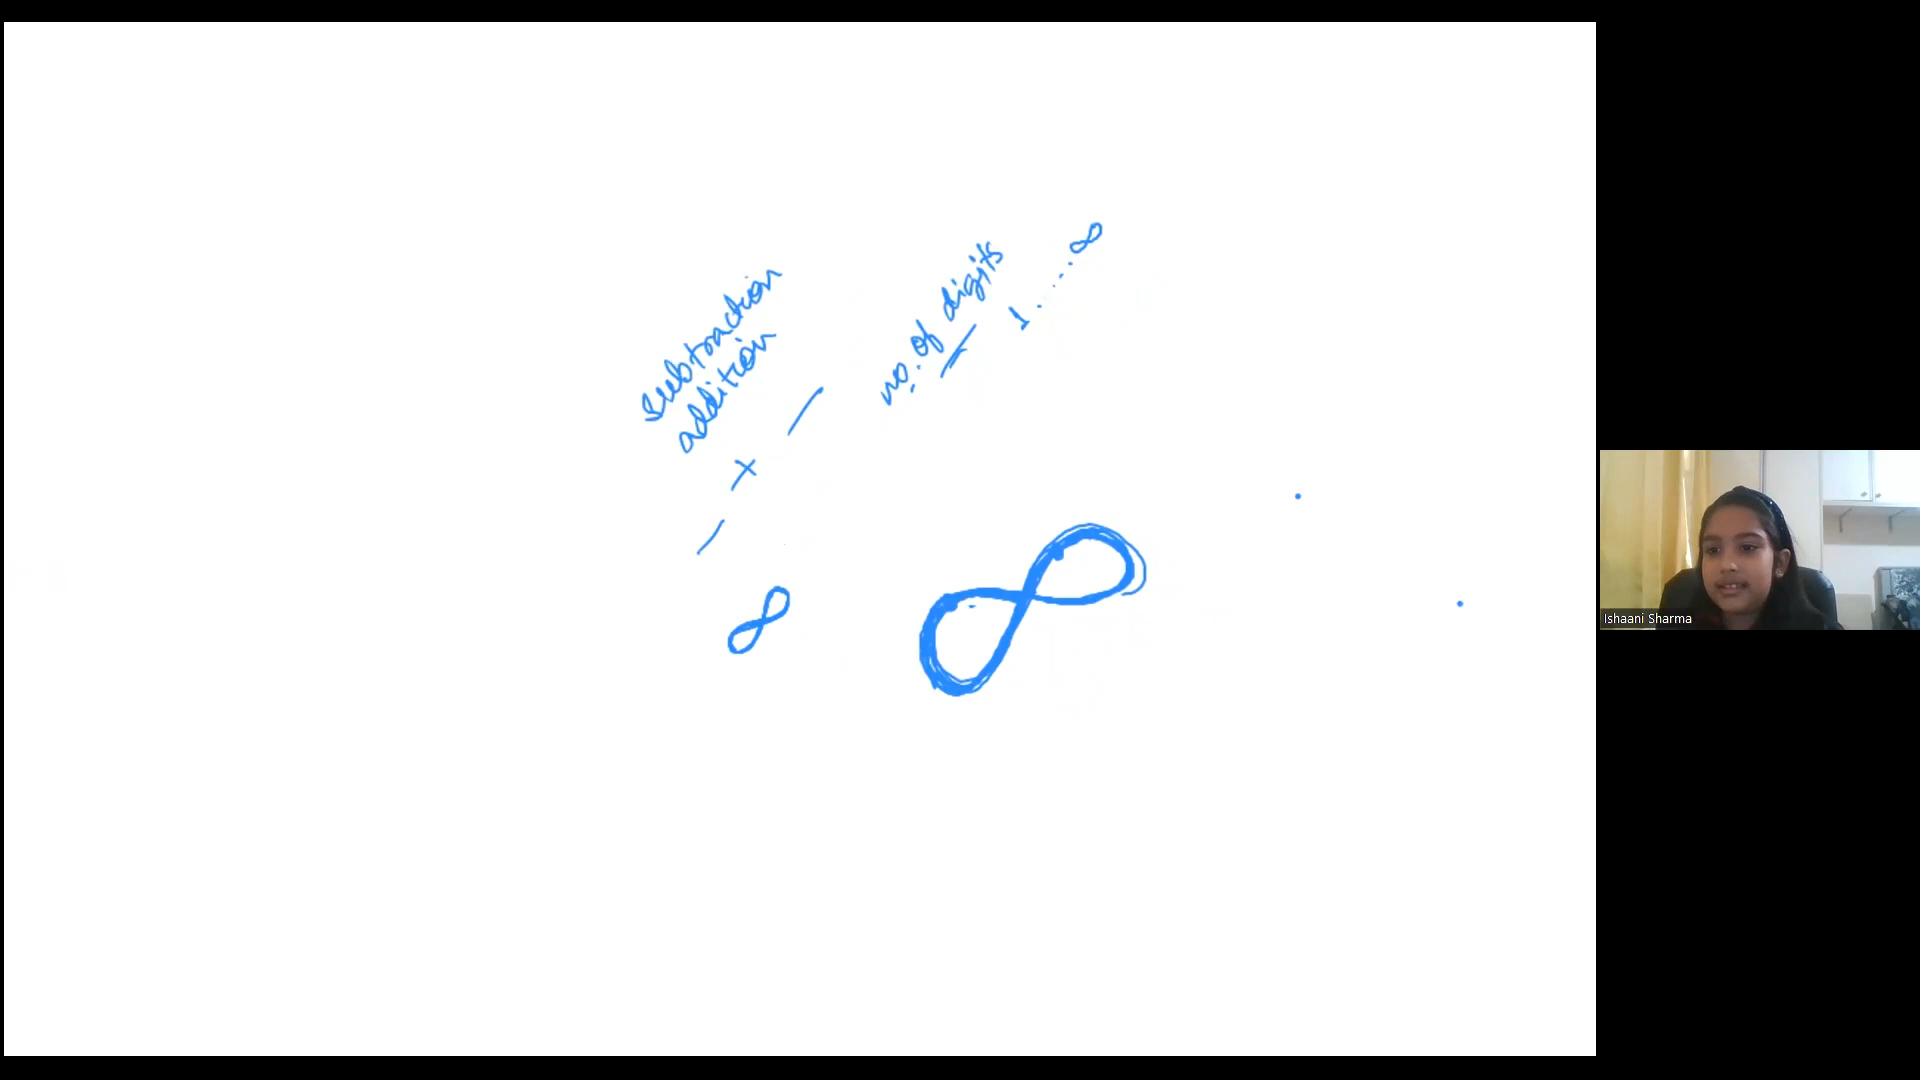 subtraction
addition
- + -
no. of digits
1.....∞
∞
∞
Ishaani Sharma